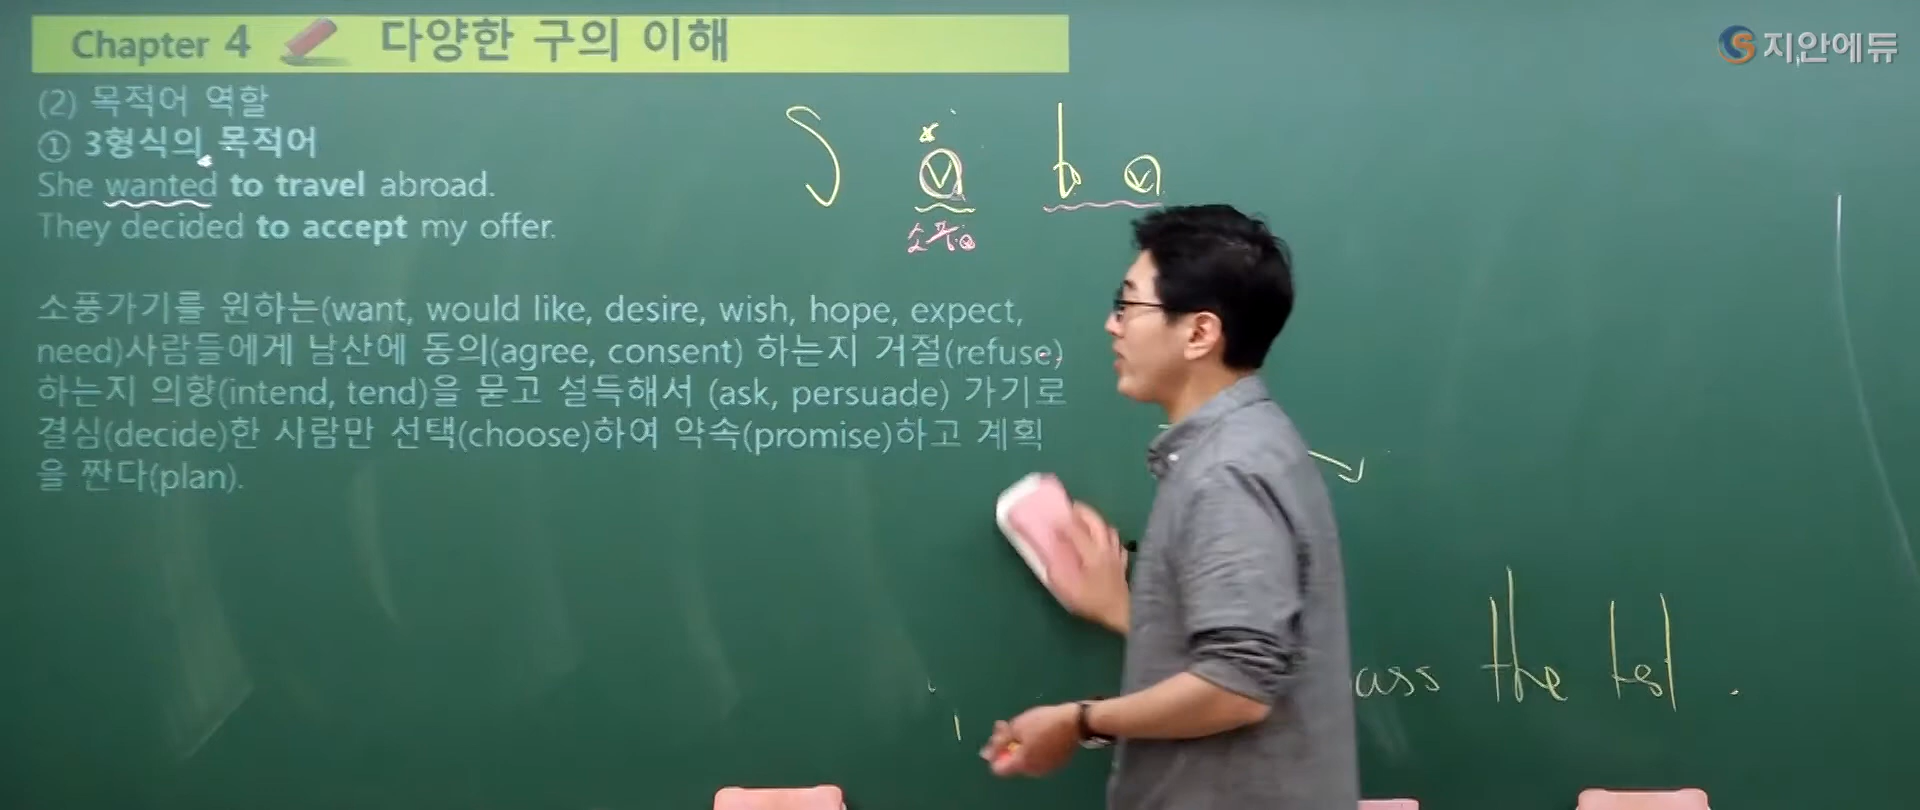 Chapter 4 다양한 구의 이해
지안에듀
(2) 목적어 역할
① 3형식의 목적어
She wanted to travel abroad.
They decided to accept my offer.
소풍가기를 원하는(want, would like, desire, wish, hope, expect,
need)사람들에게 남산에 동의(agree, consent) 하는지 거절(refuse)
하는지 의향(intend, tend)을 묻고 설득해서 (ask, persuade) 가기로
결심(decide)한 사람만 선택(choose)하여 약속(promise)하고 계획
을 짠다(plan).
S V to V
소풍
ass the test.